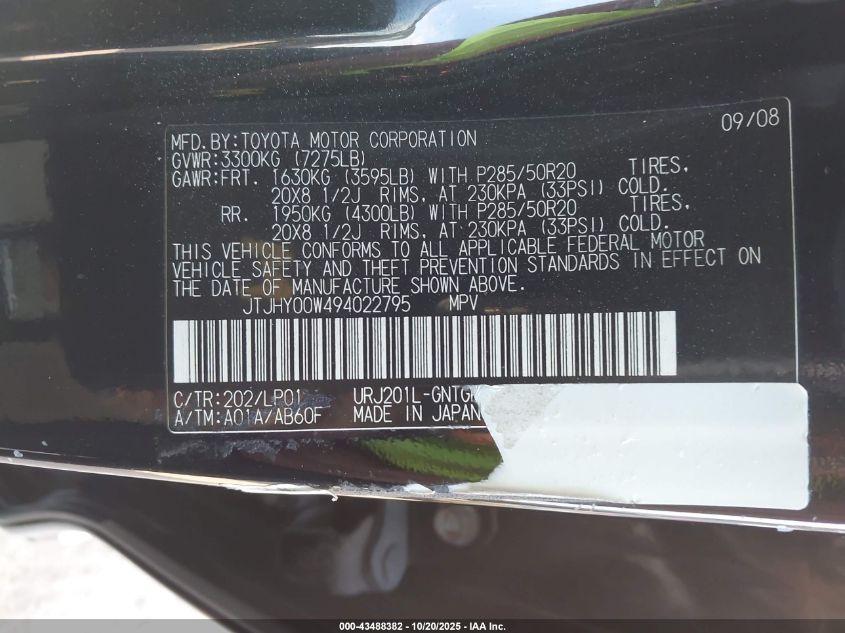 09/08
MFD.BY:TOYOTA MOTOR CORPORATION
GVWR:3300KG (7275LB)
GAWR:FRT. 1630KG (3595LB) WITH P285/50R20 TIRES,
20X8 1/2J RIMS, AT 230KPA (33PSI) COLD.
RR. 1950KG (4300LB) WITH P285/50R20 TIRES,
20X8 1/2J RIMS, AT 230KPA (33PSI) COLD.
THIS VEHICLE CONFORMS TO ALL APPLICABLE FEDERAL MOTOR
VEHICLE SAFETY AND THEFT PREVENTION STANDARDS IN EFFECT ON
THE DATE OF MANUFACTURE SHOWN ABOVE.
JTJHY00W494022795 MPV
C/TR:202/LP01 URJ201L-GNTG
A/TM:A01A/AB60F MADE IN JAPAN
000-43488382 - 10/20/2025 - IAA Inc.